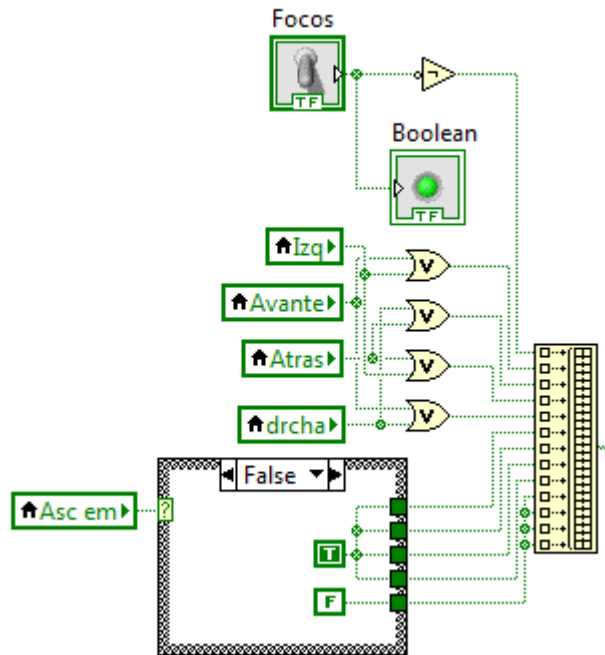 Focos
TF
Boolean
TF
Izq
Avante
Atras
drcha
False
Asc em
?
T
F